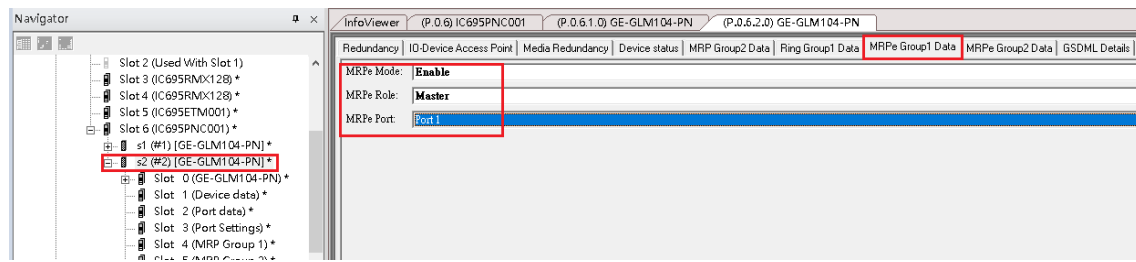 Navigator
InfoViewer
(P.0.6) IC695PNC001
(P.0.6.1.0) GE-GLM104-PN
(P.0.6.2.0) GE-GLM104-PN
Redundancy
IO-Device Access Point
Media Redundancy
Device status
MRP Group2 Data
Ring Group1 Data
MRPe Group1 Data
MRPe Group2 Data
GSDML Details
MRPe Mode: Enable
MRPe Role: Master
MRPe Port: Port 1
Slot 2 (Used With Slot 1)
Slot 3 (IC695RMX128) *
Slot 4 (IC695RMX128) *
Slot 5 (IC695ETM001) *
Slot 6 (IC695PNC001) *
s1 (#1) [GE-GLM104-PN] *
s2 (#2) [GE-GLM104-PN] *
Slot 0 (GE-GLM104-PN) *
Slot 1 (Device data) *
Slot 2 (Port data) *
Slot 3 (Port Settings) *
Slot 4 (MRP Group 1) *
Slot 5 (MRP Group 2) *